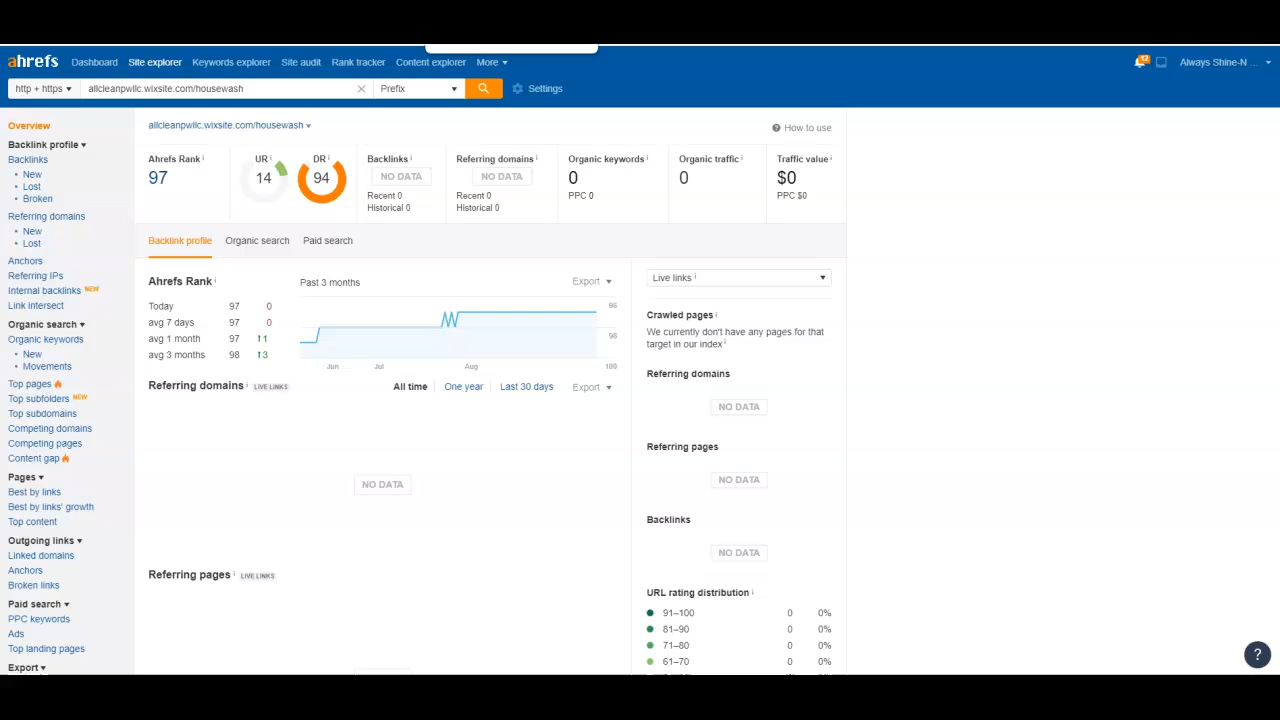 ahrefs Dashboard Site explorer Keywords explorer Site audit Rank tracker Content explorer More 12 Always Shine-N ...
http + https allcleanpwllc.wixsite.com/housewash Prefix Settings
Overview
Backlink profile
Backlinks
New
Lost
Broken
Referring domains
New
Lost
Anchors
Referring IPs
Internal backlinks NEW
Link intersect
Organic search
Organic keywords
New
Movements
Top pages
Top subfolders NEW
Top subdomains
Competing domains
Competing pages
Content gap
Pages
Best by links
Best by links' growth
Top content
Outgoing links
Linked domains
Anchors
Broken links
Paid search
PPC keywords
Ads
Top landing pages
Export
allcleanpwllc.wixsite.com/housewash
How to use
Ahrefs Rank
97
UR
14
DR
94
Backlinks
NO DATA
Recent 0
Historical 0
Referring domains
NO DATA
Recent 0
Historical 0
Organic keywords
0
PPC 0
Organic traffic
0
Traffic value
$0
PPC $0
Backlink profile Organic search Paid search
Ahrefs Rank
Today 97 0
avg 7 days 97 0
avg 1 month 97 ↑1
avg 3 months 98 ↑3
Past 3 months Export
96
98
100
Jun Jul Aug
Referring domains LIVE LINKS All time One year Last 30 days Export
NO DATA
Referring pages LIVE LINKS
Live links
Crawled pages
We currently don't have any pages for that
target in our index
Referring domains
NO DATA
Referring pages
NO DATA
Backlinks
NO DATA
URL rating distribution
91–100 0 0%
81–90 0 0%
71–80 0 0%
61–70 0 0%
?